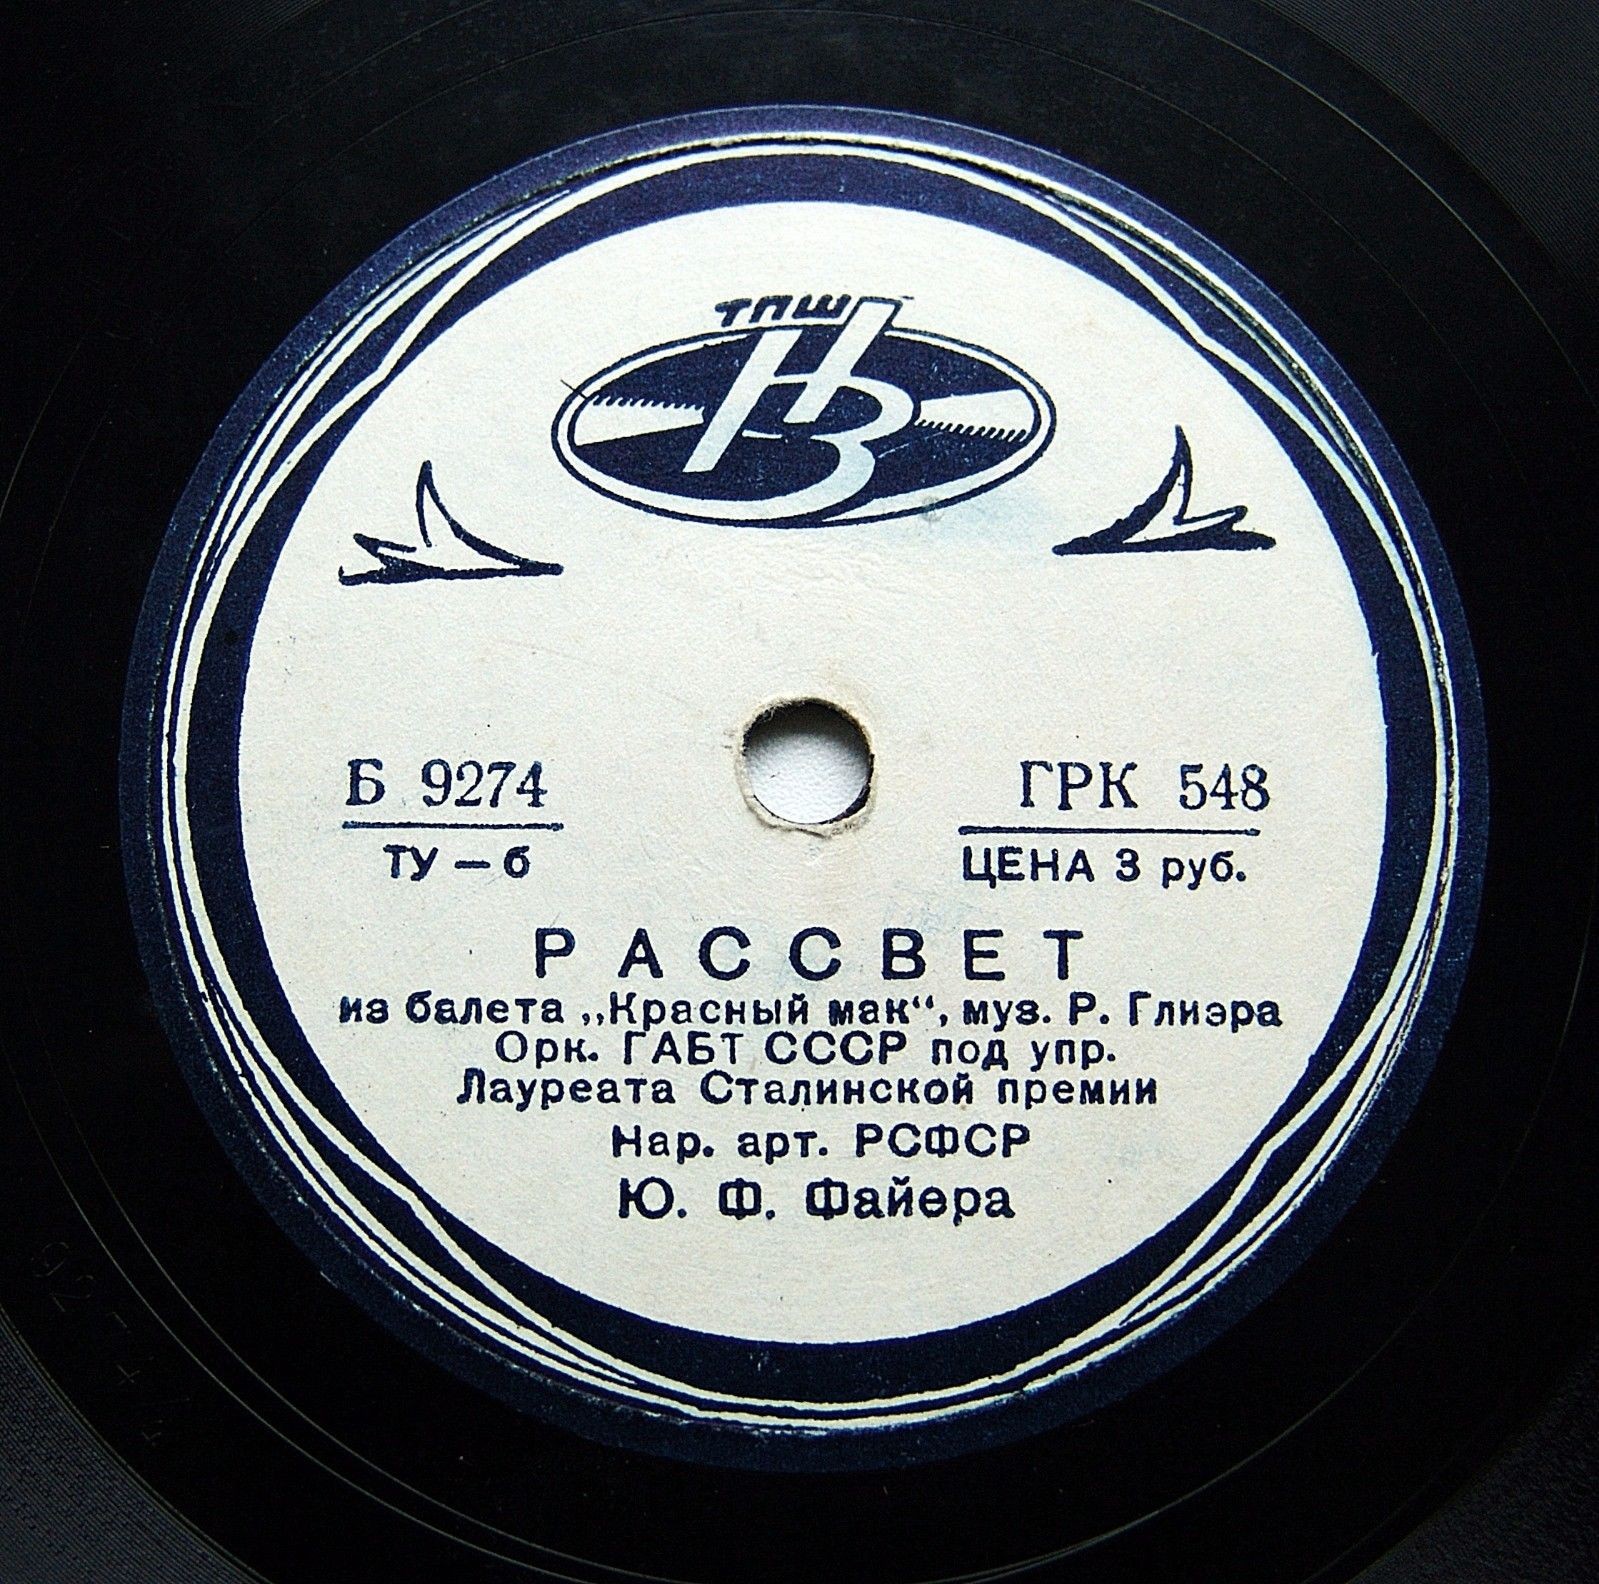 ТПШ
НЗ
Б 9274
ГРК 548
ТУ — б
ЦЕНА 3 руб.
РАССВЕТ
из балета „Красный мак“, муз. Р. Глиэра
Орк. ГАБТ СССР под упр.
Лауреата Сталинской премии
Нар. арт. РСФСР
Ю. Ф. Файера